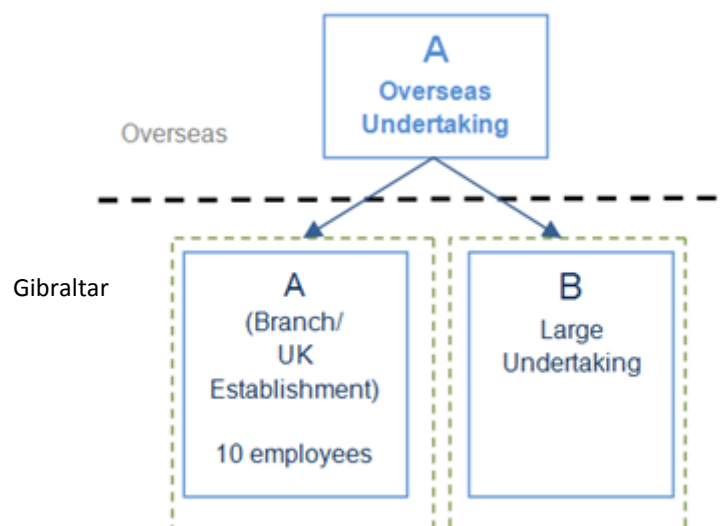 A
Overseas
Undertaking
Overseas
Gibraltar
A
(Branch/
UK
Establishment)
10 employees
B
Large
Undertaking